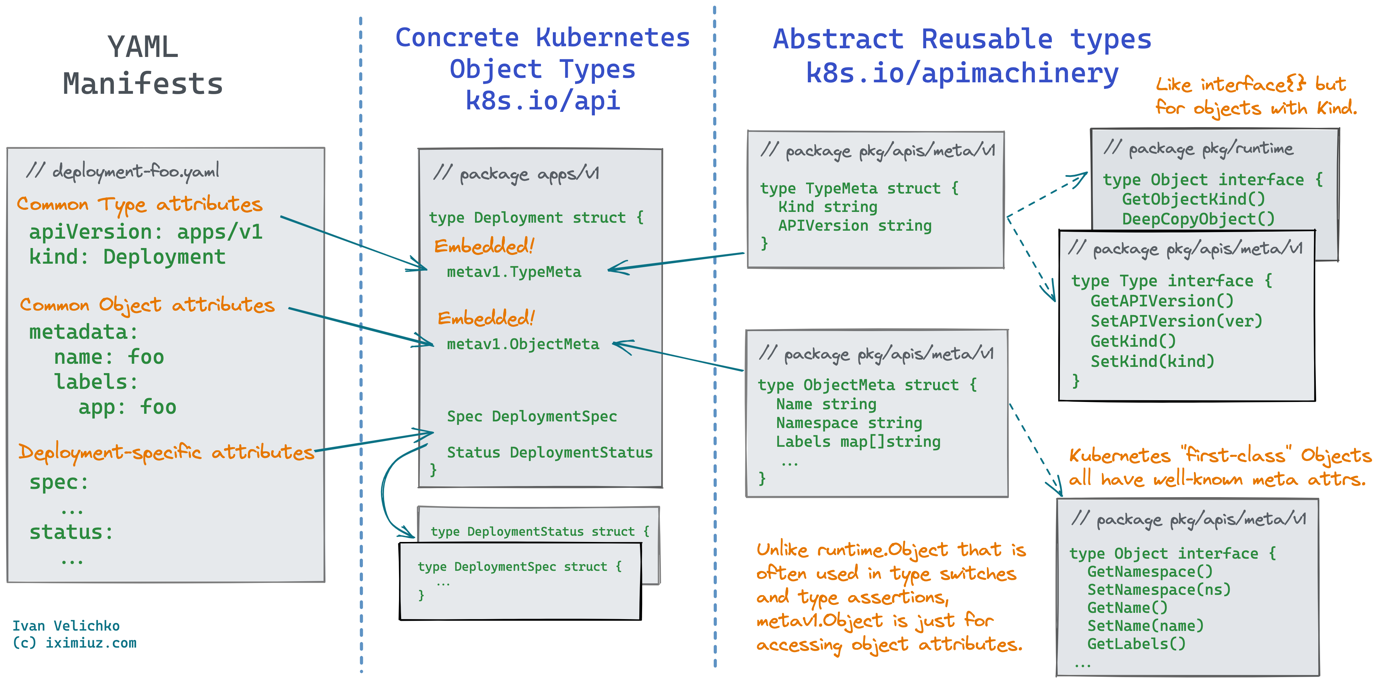 YAML
Manifests
// deployment-foo.yaml
Common Type attributes
apiVersion: apps/v1
kind: Deployment
Common Object attributes
metadata:
name: foo
labels:
app: foo
Deployment-specific attributes
spec:
...
status:
...
Ivan Velichko
(c) iximiuz.com
Concrete Kubernetes
Object Types
k8s.io/api
// package apps/v1
type Deployment struct {
Embedded!
metav1.TypeMeta
Embedded!
metav1.ObjectMeta
Spec DeploymentSpec
Status DeploymentStatus
}
type DeploymentStatus struct {
type DeploymentSpec struct {
...
}
Abstract Reusable types
k8s.io/apimachinery
// package pkg/apis/meta/v1
type TypeMeta struct {
Kind string
APIVersion string
}
Like interface{} but
for objects with Kind.
// package pkg/runtime
type Object interface {
GetObjectKind()
DeepCopyObject()
// package pkg/apis/meta/v1
type Type interface {
GetAPIVersion()
SetAPIVersion(ver)
GetKind()
SetKind(kind)
}
// package pkg/apis/meta/v1
type ObjectMeta struct {
Name string
Namespace string
Labels map[]string
...
}
Kubernetes "first-class" Objects
all have well-known meta attrs.
// package pkg/apis/meta/v1
type Object interface {
GetNamespace()
SetNamespace(ns)
GetName()
SetName(name)
GetLabels()
...
Unlike runtime.Object that is
often used in type switches
and type assertions,
metav1.Object is just for
accessing object attributes.